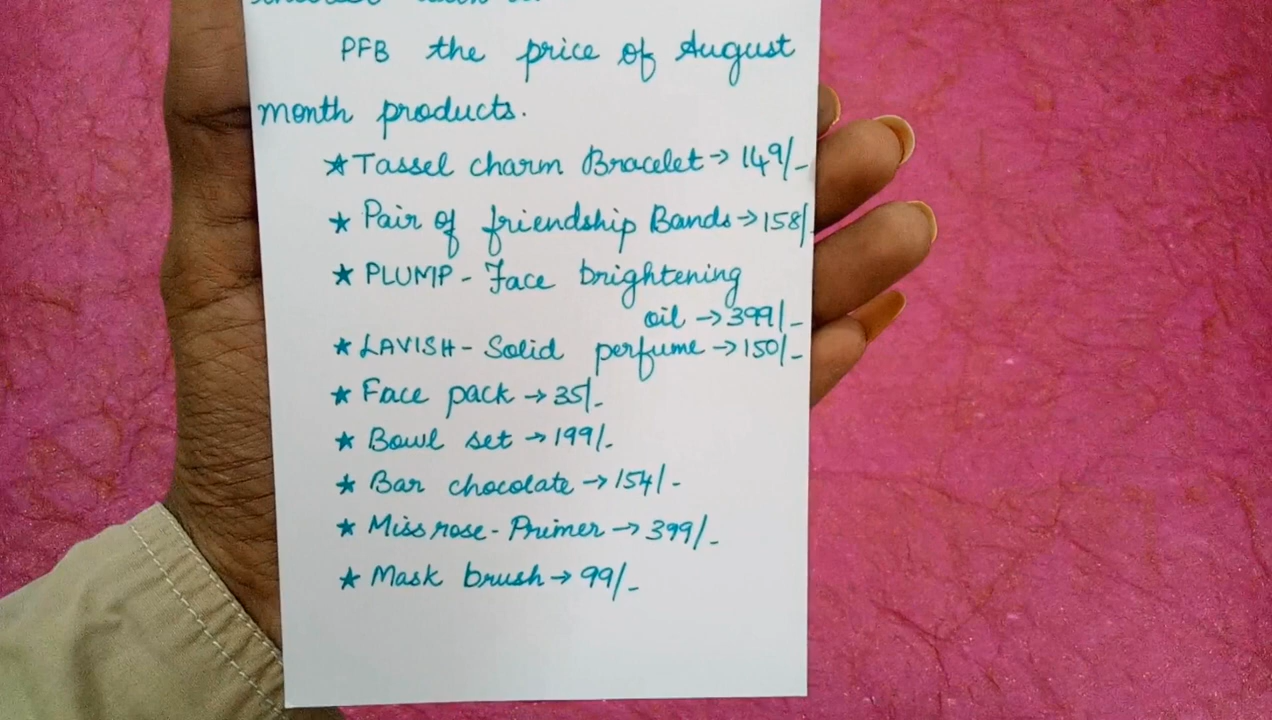 PFB the price of August
month products.
★ Tassel charm Bracelet → 149/-
★ Pair of friendship Bands → 158/
★ PLUMP - Face brightening
oil → 399/-
★ LAVISH - Solid perfume → 150/-
★ Face pack → 35/-
★ Bowl set → 199/-
★ Bar chocolate → 154/-
★ Miss rose - Primer → 399/-
★ Mask brush → 99/-